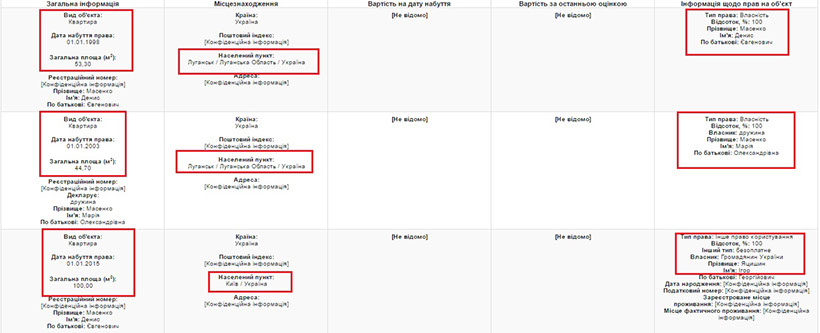 Загальна інформація
Місцезнаходження
Вартість на дату набуття
Вартість за останньою оцінкою
Інформація щодо прав на об'єкт
Вид об'єкта:
Квартира
Дата набуття права:
01.01.1998
Загальна площа (м²):
53,30
Реєстраційний номер:
[Конфіденційна інформація]
Прізвище: Масенко
Ім'я: Денис
По батькові: Євгенович
Країна:
Україна
Поштовий індекс:
[Конфіденційна інформація]
Населений пункт:
Луганськ / Луганська Область / Україна
Адреса:
[Конфіденційна інформація]
[Не відомо]
[Не відомо]
Тип права: Власність
Відсоток, %: 100
Прізвище: Масенко
Ім'я: Денис
По батькові: Євгенович
Вид об'єкта:
Квартира
Дата набуття права:
01.01.2003
Загальна площа (м²):
44,70
Реєстраційний номер:
[Конфіденційна інформація]
Декларує:
дружина
Прізвище: Масенко
Ім'я: Марія
По батькові: Олександрівна
Країна:
Україна
Поштовий індекс:
[Конфіденційна інформація]
Населений пункт:
Луганськ / Луганська Область / Україна
Адреса:
[Конфіденційна інформація]
[Не відомо]
[Не відомо]
Тип права: Власність
Відсоток, %: 100
Власник: дружина
Прізвище: Масенко
Ім'я: Марія
По батькові: Олександрівна
Вид об'єкта:
Квартира
Дата набуття права:
01.01.2015
Загальна площа (м²):
100,00
Реєстраційний номер:
[Конфіденційна інформація]
Прізвище: Масенко
Ім'я: Денис
По батькові: Євгенович
Країна:
Україна
Поштовий індекс:
[Конфіденційна інформація]
Населений пункт:
Київ / Україна
Адреса:
[Конфіденційна інформація]
[Не відомо]
[Не відомо]
Тип права: Інше право користування
Відсоток, %: 100
Інший тип: безоплатне
Власник: Громадянин України
Прізвище: Яцишин
Ім'я: Ігор
По батькові: Георгійович
Дата народження: [Конфіденційна інформація]
Податковий номер: [Конфіденційна інформація]
Зареєстроване місце
проживання: [Конфіденційна інформація]
Місце фактичного проживання: [Конфіденційна інформація]